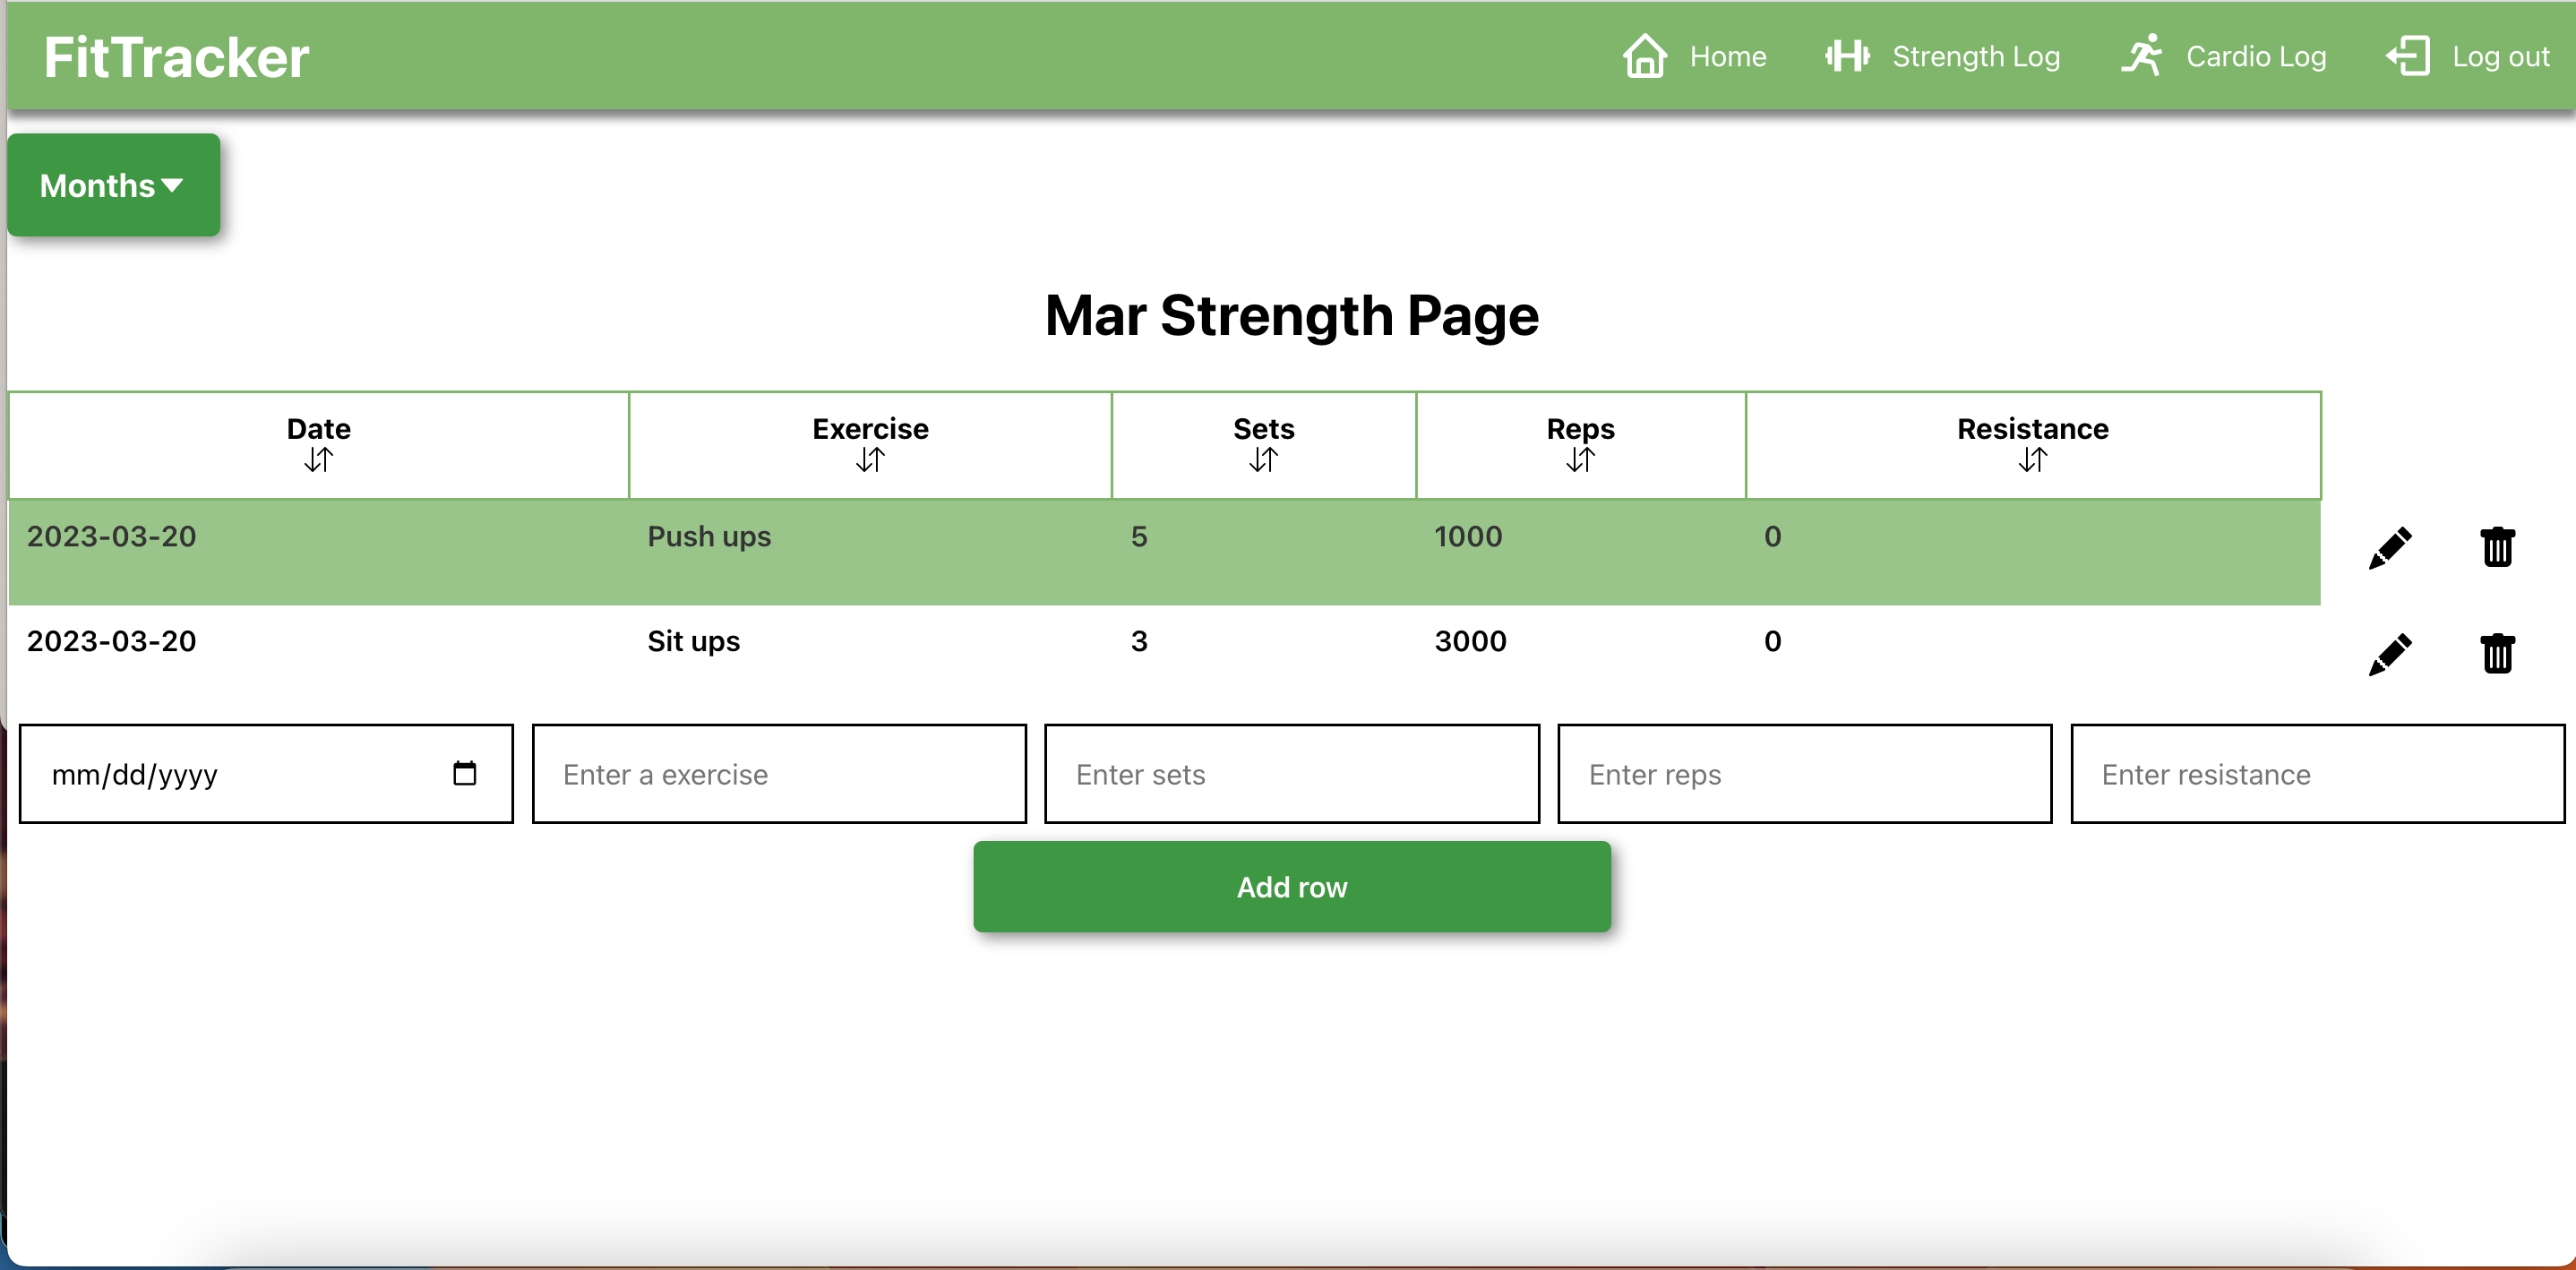 FitTracker
Home Strength Log Cardio Log Log out
Months
Mar Strength Page
Date Exercise Sets Reps Resistance
2023-03-20 Push ups 5 1000 0
2023-03-20 Sit ups 3 3000 0
mm/dd/yyyy Enter a exercise Enter sets Enter reps Enter resistance
Add row